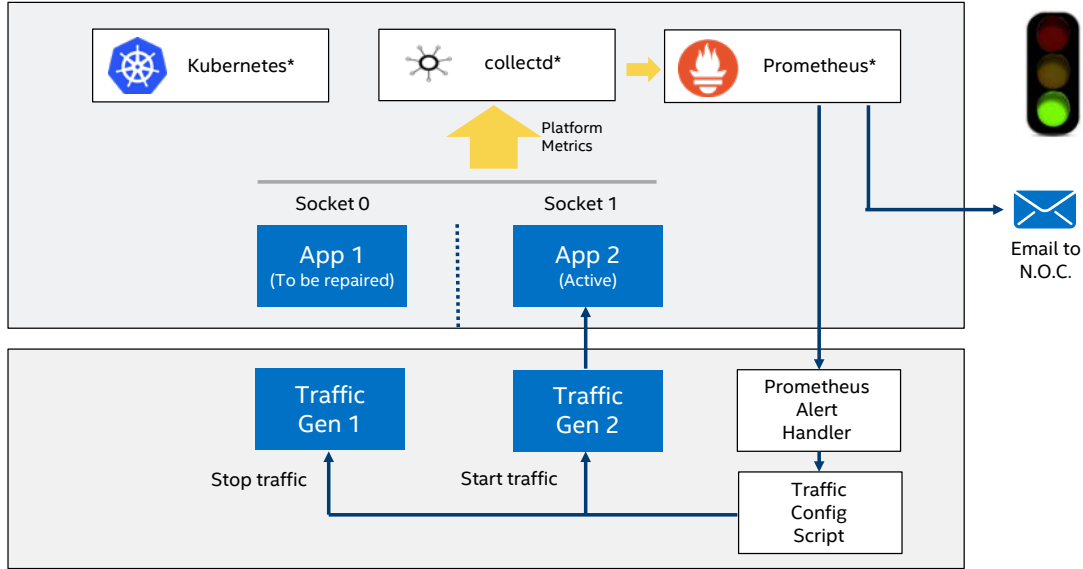 Kubernetes*
collectd*
Prometheus*
Platform
Metrics
Socket 0
Socket 1
App 1
(To be repaired)
App 2
(Active)
Email to
N.O.C.
Traffic
Gen 1
Traffic
Gen 2
Prometheus
Alert
Handler
Stop traffic
Start traffic
Traffic
Config
Script